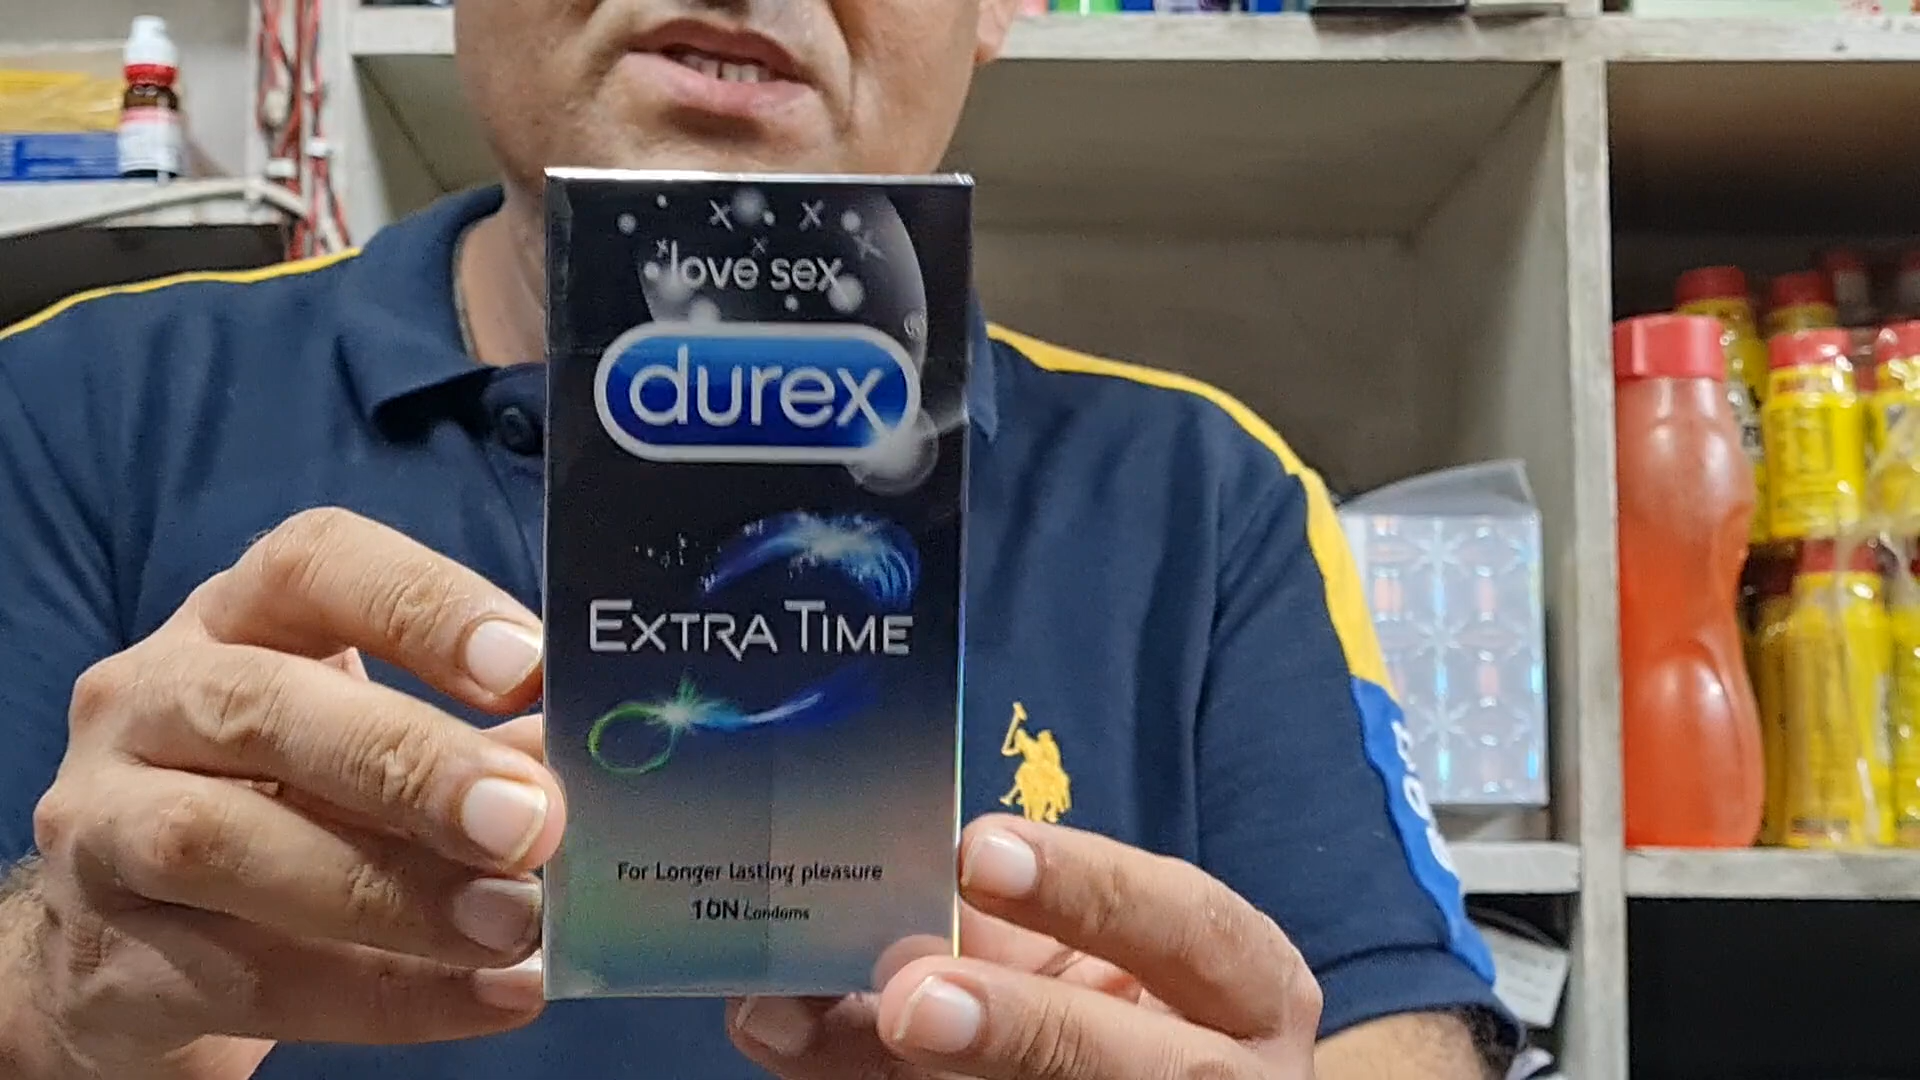 love sex
durex
EXTRA TIME
For Longer lasting pleasure
10N Condoms